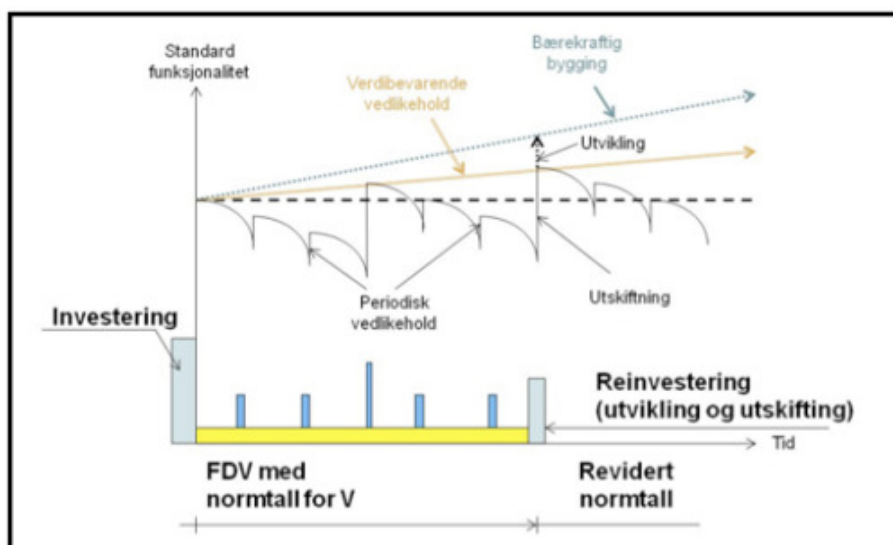 Standard
funksjonalitet
Bærekraftig
bygging
Verdibevarende
vedlikehold
Utvikling
Periodisk
vedlikehold
Utskiftning
Investering
Reinvestering
(utvikling og utskifting)
Tid
FDV med
normtall for V
Revidert
normtall